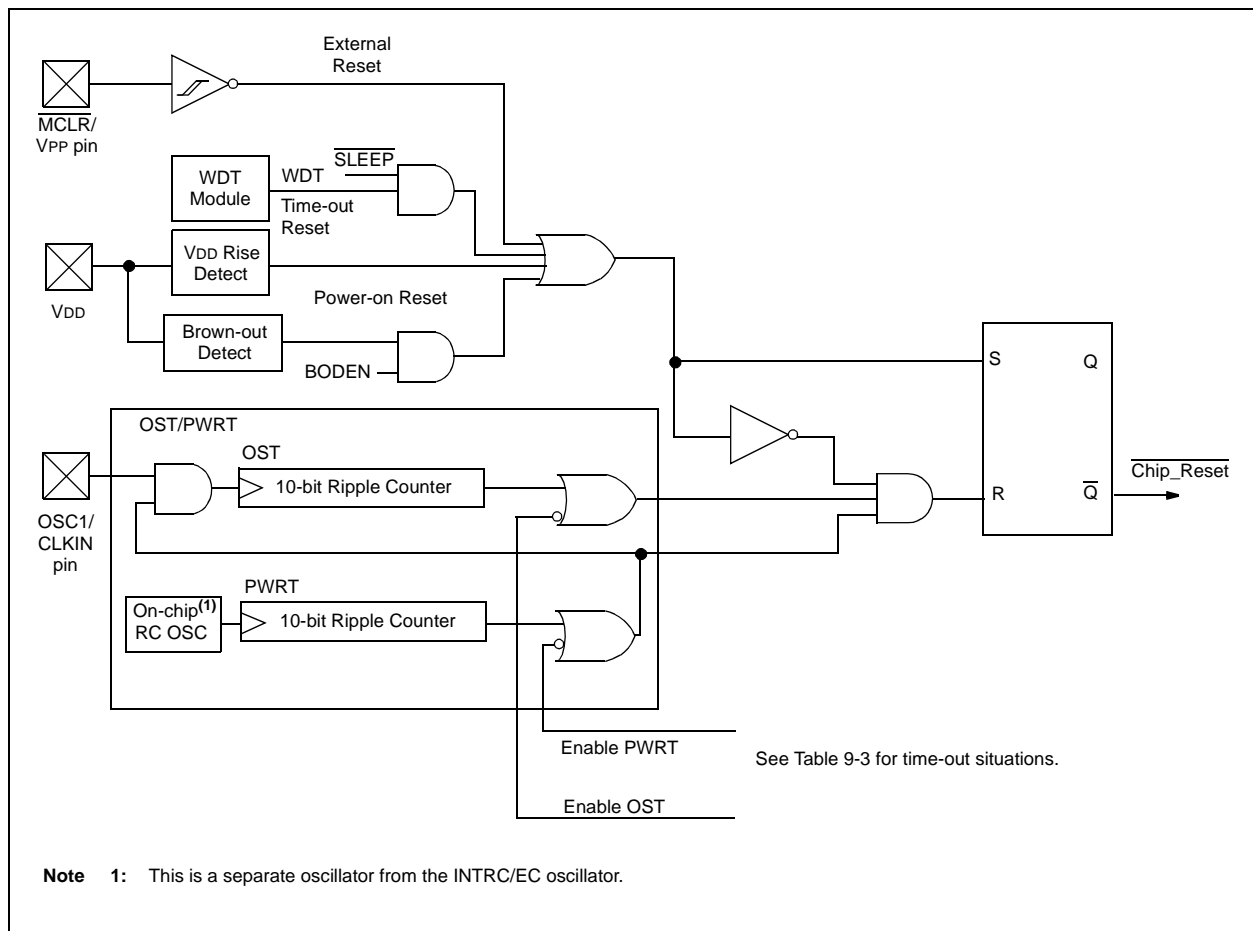 External
Reset
MCLR/
VPP pin
SLEEP
WDT
Module
WDT
Time-out
Reset
VDD Rise
Detect
VDD
Power-on Reset
Brown-out
Detect
BODEN
S
Q
OST/PWRT
OST
10-bit Ripple Counter
Chip_Reset
R
Q
OSC1/
CLKIN
pin
PWRT
On-chip(1)
RC OSC
10-bit Ripple Counter
Enable PWRT
See Table 9-3 for time-out situations.
Enable OST
Note 1: This is a separate oscillator from the INTRC/EC oscillator.